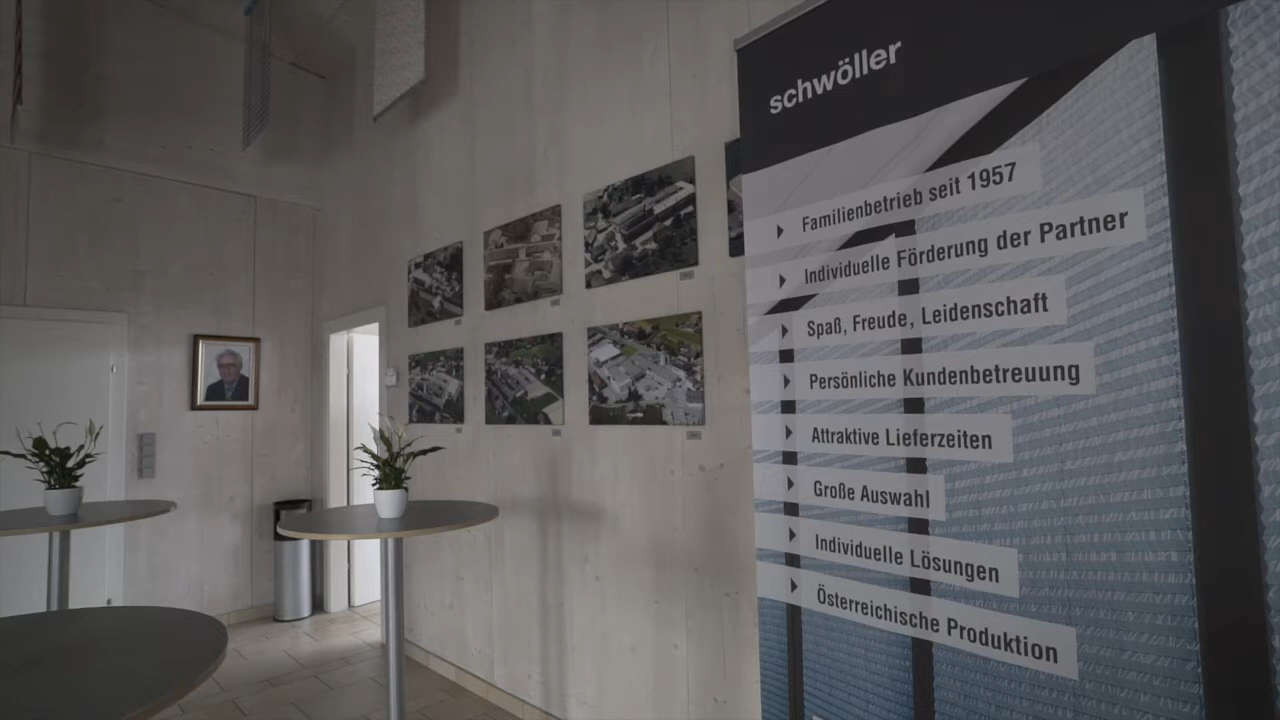 schwöller
Familienbetrieb seit 1957
Individuelle Förderung der Partner
Spaß, Freude, Leidenschaft
Persönliche Kundenbetreuung
Attraktive Lieferzeiten
Große Auswahl
Individuelle Lösungen
Österreichische Produktion